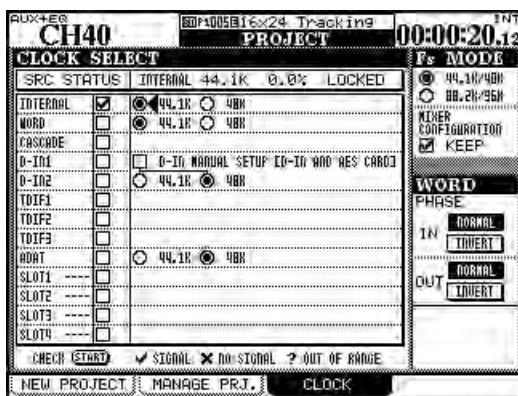 AUX+EQ
CH40
16x24 Tracking
PROJECT
INT
00:00:20.12
CLOCK SELECT
SRC STATUS INTERNAL 44.1K 0.0% LOCKED
INTERNAL 44.1K 48K
WORD 44.1K 48K
CASCADE
D-IN1 D-IN MANUAL SETUP [D-IN AND AES CARD]
D-IN2 44.1K 48K
TDIF1
TDIF2
TDIF3
ADAT 44.1K 48K
SLOT1 ----
SLOT2 ----
SLOT3 ----
SLOT4 ----
CHECK START SIGNAL NO SIGNAL ? OUT OF RANGE
Fs MODE
44.1K/48K
88.2K/96K
MIXER
CONFIGURATION
KEEP
WORD
PHASE
IN NORMAL
INVERT
OUT NORMAL
INVERT
NEW PROJECT MANAGE PRJ. CLOCK